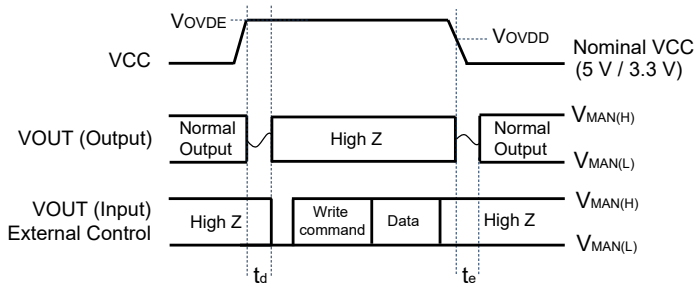 VOVDE
VOVDD
VCC
Nominal VCC
(5 V / 3.3 V)
VOUT (Output)
Normal
Output
High Z
Normal
Output
VMAN(H)
VMAN(L)
VOUT (Input)
External Control
High Z
Write
command
Data
High Z
VMAN(H)
VMAN(L)
td
te